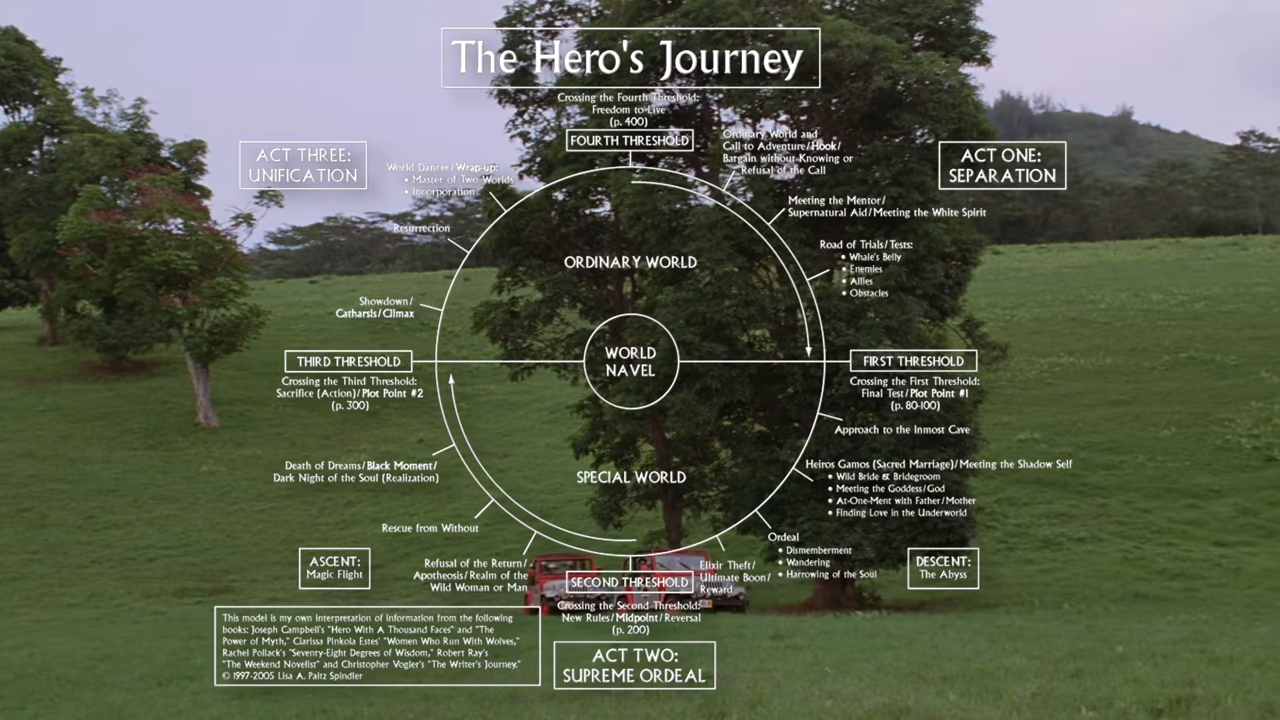 The Hero's Journey
Crossing the Fourth Threshold:
Freedom to Live
(p. 400)
FOURTH THRESHOLD
Ordinary World and
Call to Adventure/Hook/
Bargain without Knowing or
Refusal of the Call
ACT ONE:
SEPARATION
Meeting the Mentor/
Supernatural Aid/Meeting the White Spirit
Road of Trials/Tests:
• Whale's Belly
• Enemies
• Allies
• Obstacles
FIRST THRESHOLD
Crossing the First Threshold:
Final Test/Plot Point #1
(p. 80-100)
Approach to the Inmost Cave
Heiros Gamos (Sacred Marriage)/Meeting the Shadow Self
• Wild Bride & Bridegroom
• Meeting the Goddess/God
• At-One-Ment with Father/Mother
• Finding Love in the Underworld
Ordeal
• Dismemberment
• Wandering
• Harrowing of the Soul
DESCENT:
The Abyss
Elixir Theft/
Ultimate Boon/
Reward
SECOND THRESHOLD
Crossing the Second Threshold:
New Rules/Midpoint/Reversal
(p. 200)
ACT TWO:
SUPREME ORDEAL
Refusal of the Return/
Apotheosis/Realm of the
Wild Woman or Man
ASCENT:
Magic Flight
Rescue from Without
Death of Dreams/Black Moment/
Dark Night of the Soul (Realization)
THIRD THRESHOLD
Crossing the Third Threshold:
Sacrifice (Action)/Plot Point #2
(p. 300)
Showdown/
Catharsis/Climax
Resurrection
World Dancer/Wrap-up:
• Master of Two Worlds
• Incorporation
ACT THREE:
UNIFICATION
ORDINARY WORLD
WORLD
NAVEL
SPECIAL WORLD
This model is my own interpretation of information from the following
books: Joseph Campbell's "Hero With A Thousand Faces" and "The
Power of Myth," Clarissa Pinkola Estes' "Women Who Run With Wolves,"
Rachel Pollack's "Seventy-Eight Degrees of Wisdom," Robert Ray's
"The Weekend Novelist" and Christopher Vogler's "The Writer's Journey."
© 1997-2005 Lisa A. Paitz Spindler